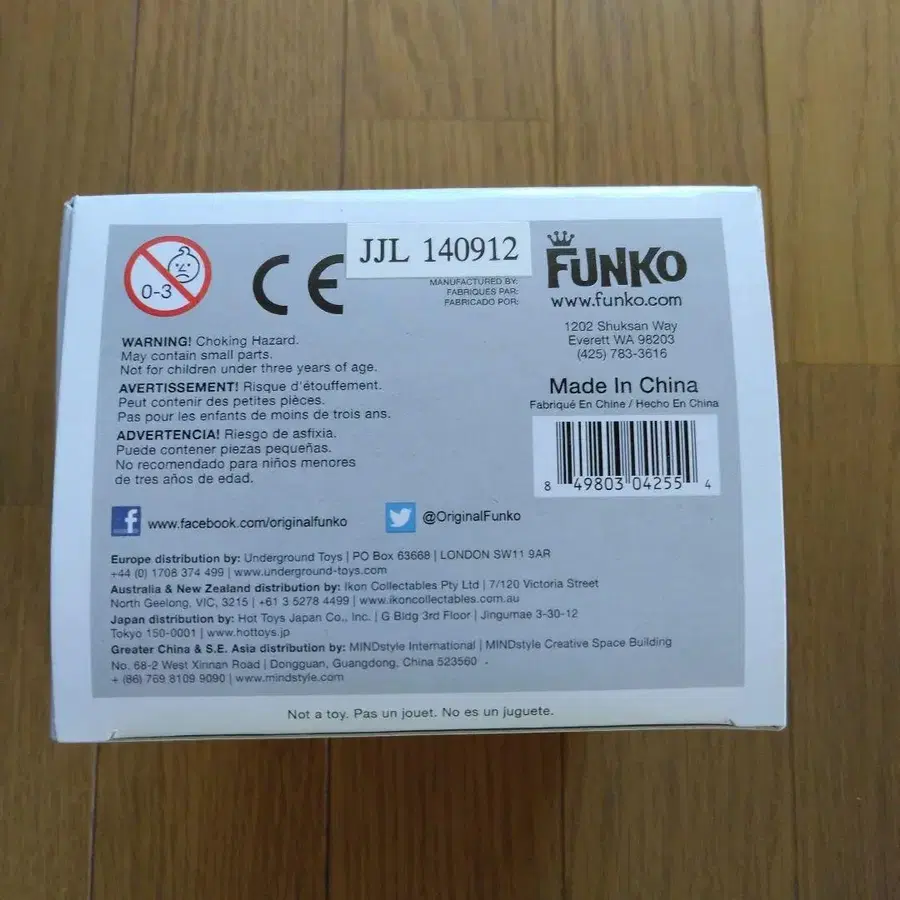 0-3
CE
JJL 140912
MANUFACTURED BY:
FABRIQUÉS PAR:
FABRICADO POR:
FUNKO
www.funko.com
1202 Shuksan Way
Everett WA 98203
(425) 783-3616
Made In China
Fabriqué En Chine / Hecho En China
8 49803 04255 4
WARNING! Choking Hazard.
May contain small parts.
Not for children under three years of age.
AVERTISSEMENT! Risque d'étouffement.
Peut contenir des petites pièces.
Pas pour les enfants de moins de trois ans.
ADVERTENCIA! Riesgo de asfixia.
Puede contener piezas pequeñas.
No recomendado para niños menores
de tres años de edad.
f www.facebook.com/originalfunko
@OriginalFunko
Europe distribution by: Underground Toys | PO Box 63668 | LONDON SW11 9AR
+44 (0) 1708 374 499 | www.underground-toys.com
Australia & New Zealand distribution by: Ikon Collectables Pty Ltd | 7/120 Victoria Street
North Geelong, VIC, 3215 | +61 3 5278 4499 | www.ikoncollectables.com.au
Japan distribution by: Hot Toys Japan Co., Inc. | G Bldg 3rd Floor | Jingumae 3-30-12
Tokyo 150-0001 | www.hottoys.jp
Greater China & S.E. Asia distribution by: MINDstyle International | MINDstyle Creative Space Building
No. 68-2 West Xinnan Road | Dongguan, Guangdong, China 523560
+ (86) 769 8109 9090 | www.mindstyle.com
Not a toy. Pas un jouet. No es un juguete.